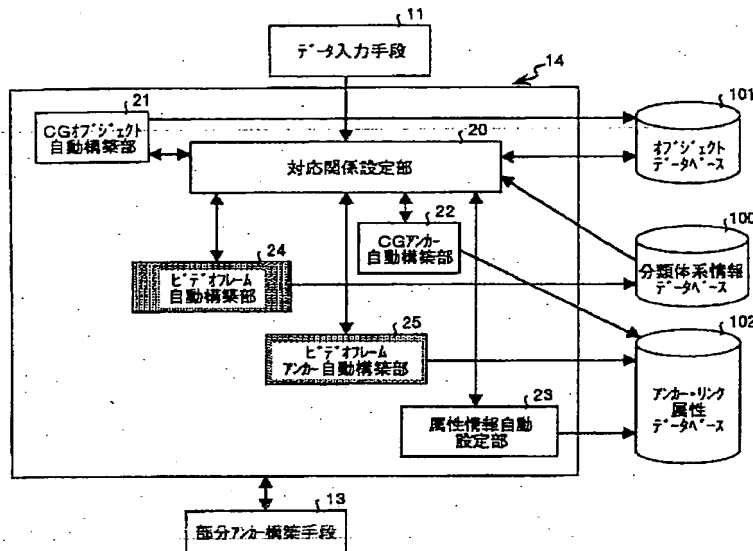 11
データ入力手段
14
21
CGオブジェクト
自動構築部
20
対応関係設定部
101
オブジェクト
データベース
22
CGアンカー
自動構築部
100
分類体系情報
データベース
24
ビデオフレーム
自動構築部
102
25
ビデオフレーム
アンカー自動構築部
アンカー・リンク
属性
データベース
23
属性情報自動
設定部
13
部分アンカー構築手段